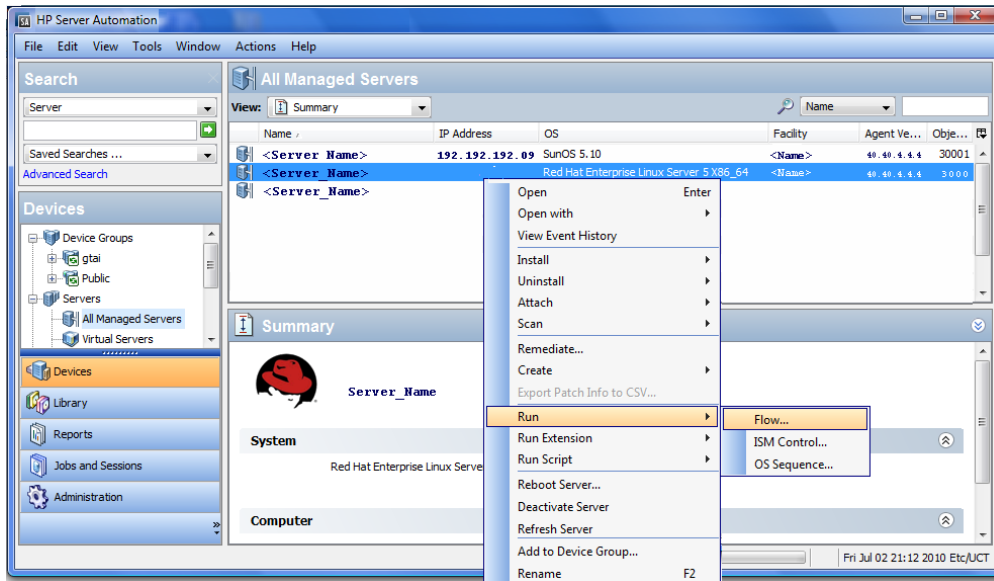 HP Server Automation
File Edit View Tools Window Actions Help
Search
Server
Saved Searches ...
Advanced Search
Devices
Device Groups
gtai
Public
Servers
All Managed Servers
Virtual Servers
Devices
Library
Reports
Jobs and Sessions
Administration
All Managed Servers
View: Summary
Name
Name / IP Address OS Facility Agent Ve... Obje...
<Server Name> 192.192.192.09 SunOS 5.10 <Name> 40.40.4.4.4 30001
<Server_Name> Red Hat Enterprise Linux Server 5 X86_64 <Name> 40.40.4.4.4 3000
<Server_Name>
Summary
Server_Name
System
Red Hat Enterprise Linux Serve
Computer
Open Enter
Open with
View Event History
Install
Uninstall
Attach
Scan
Remediate...
Create
Export Patch Info to CSV...
Run
Run Extension
Run Script
Reboot Server...
Deactivate Server
Refresh Server
Add to Device Group...
Rename F2
Flow...
ISM Control...
OS Sequence...
Fri Jul 02 21:12 2010 Etc/UCT